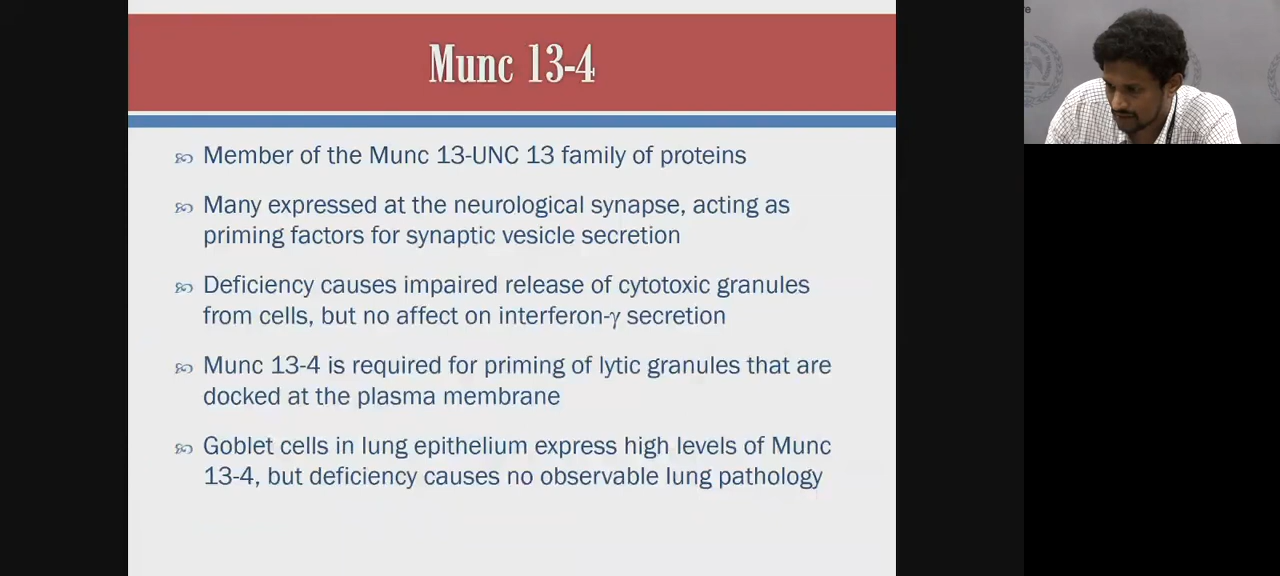 Munc 13-4
Member of the Munc 13-UNC 13 family of proteins
Many expressed at the neurological synapse, acting as
priming factors for synaptic vesicle secretion
Deficiency causes impaired release of cytotoxic granules
from cells, but no affect on interferon-γ secretion
Munc 13-4 is required for priming of lytic granules that are
docked at the plasma membrane
Goblet cells in lung epithelium express high levels of Munc
13-4, but deficiency causes no observable lung pathology
re